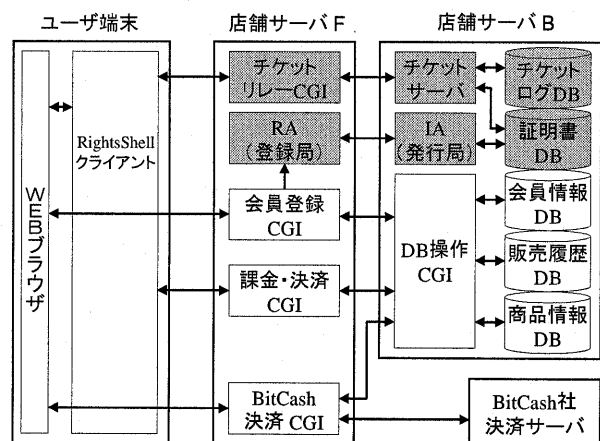 ユーザ端末
店舗サーバF
店舗サーバB
WEBブラウザ
RightsShell
クライアント
チケット
リレーCGI
RA
(登録局)
会員登録
CGI
課金・決済
CGI
BitCash
決済CGI
チケット
サーバ
IA
(発行局)
DB操作
CGI
チケット
ログDB
証明書
DB
会員情報
DB
販売履歴
DB
商品情報
DB
BitCash社
決済サーバ